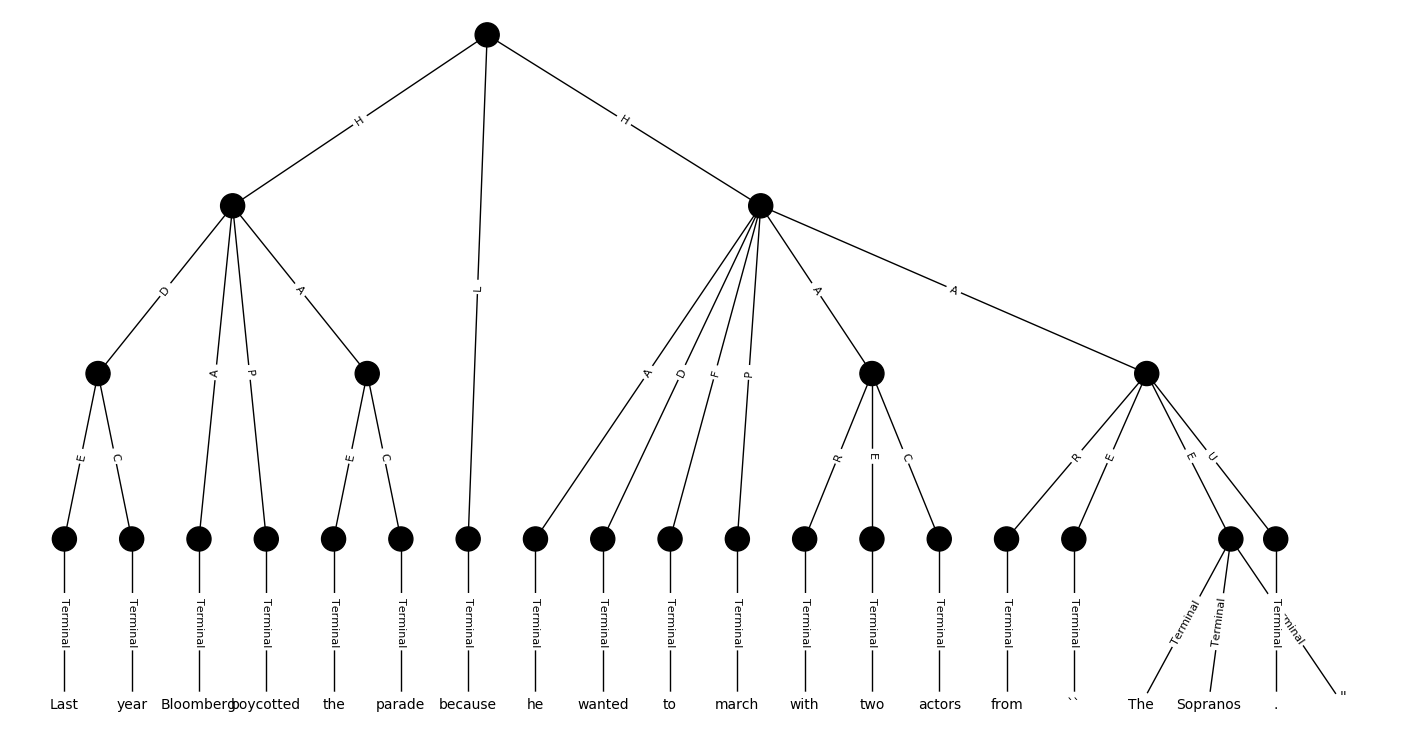 H H
L
D A A A
A P A D F P
E C E C R E C R E E U
Terminal Terminal Terminal Terminal Terminal Terminal Terminal Terminal Terminal Terminal Terminal Terminal Terminal Terminal Terminal Terminal Terminal Terminal Terminal Terminal
Last year Bloomberg boycotted the parade because he wanted to march with two actors from `` The Sopranos . "